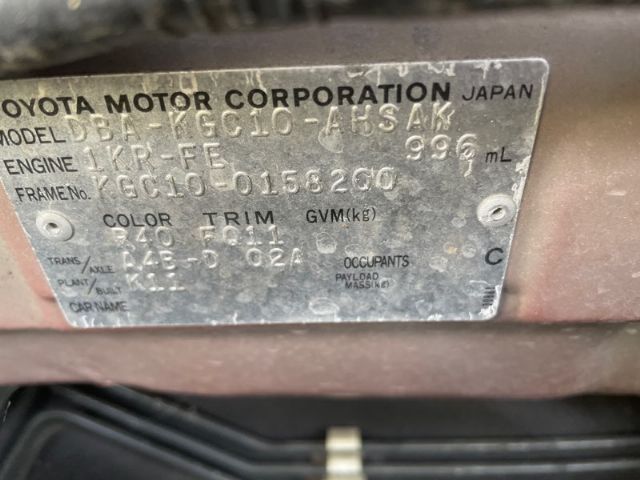 TOYOTA MOTOR CORPORATION JAPAN
MODEL DBA-KGC10-AHSAK
ENGINE 1KR-FE 996 mL
FRAME No. KGC10-0158200
COLOR TRIM GVM(kg)
R40 FQ11
TRANS/AXLE A4B-D 02A OCCUPANTS C
PLANT/BUILT K11 PAYLOAD MASS(kg)
CAR NAME